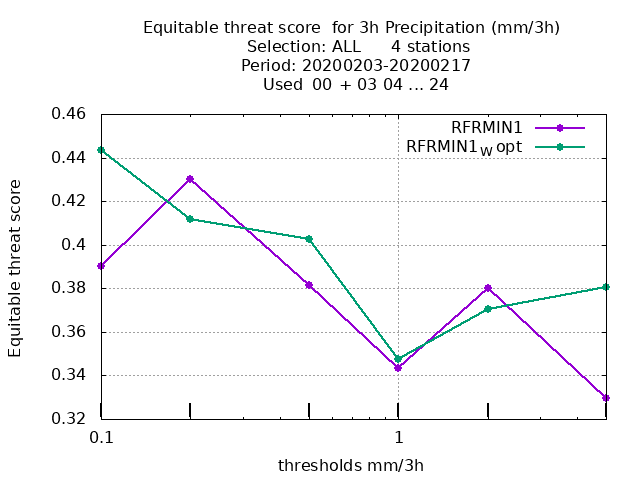 Equitable threat score  for 3h Precipitation (mm/3h)
Selection: ALL      4 stations
Period: 20200203-20200217
Used  00 + 03 04 ... 24
RFRMIN1
RFRMIN1W opt
0.46
0.44
0.42
0.4
0.38
0.36
0.34
0.32
Equitable threat score
0.1
1
thresholds mm/3h